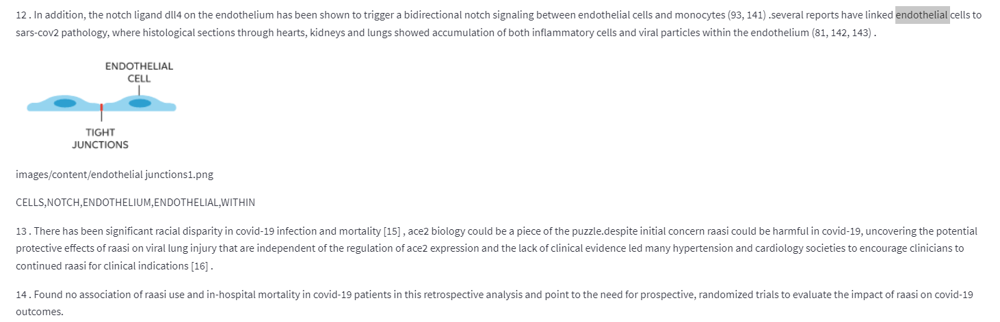 12 . In addition, the notch ligand dll4 on the endothelium has been shown to trigger a bidirectional notch signaling between endothelial cells and monocytes (93, 141) .several reports have linked endothelial cells to
sars-cov2 pathology, where histological sections through hearts, kidneys and lungs showed accumulation of both inflammatory cells and viral particles within the endothelium (81, 142, 143) .
ENDOTHELIAL
CELL
TIGHT
JUNCTIONS
images/content/endothelial junctions1.png
CELLS,NOTCH,ENDOTHELIUM,ENDOTHELIAL,WITHIN
13 . There has been significant racial disparity in covid-19 infection and mortality [15] , ace2 biology could be a piece of the puzzle.despite initial concern raasi could be harmful in covid-19, uncovering the potential
protective effects of raasi on viral lung injury that are independent of the regulation of ace2 expression and the lack of clinical evidence led many hypertension and cardiology societies to encourage clinicians to
continued raasi for clinical indications [16] .
14 . Found no association of raasi use and in-hospital mortality in covid-19 patients in this retrospective analysis and point to the need for prospective, randomized trials to evaluate the impact of raasi on covid-19
outcomes.